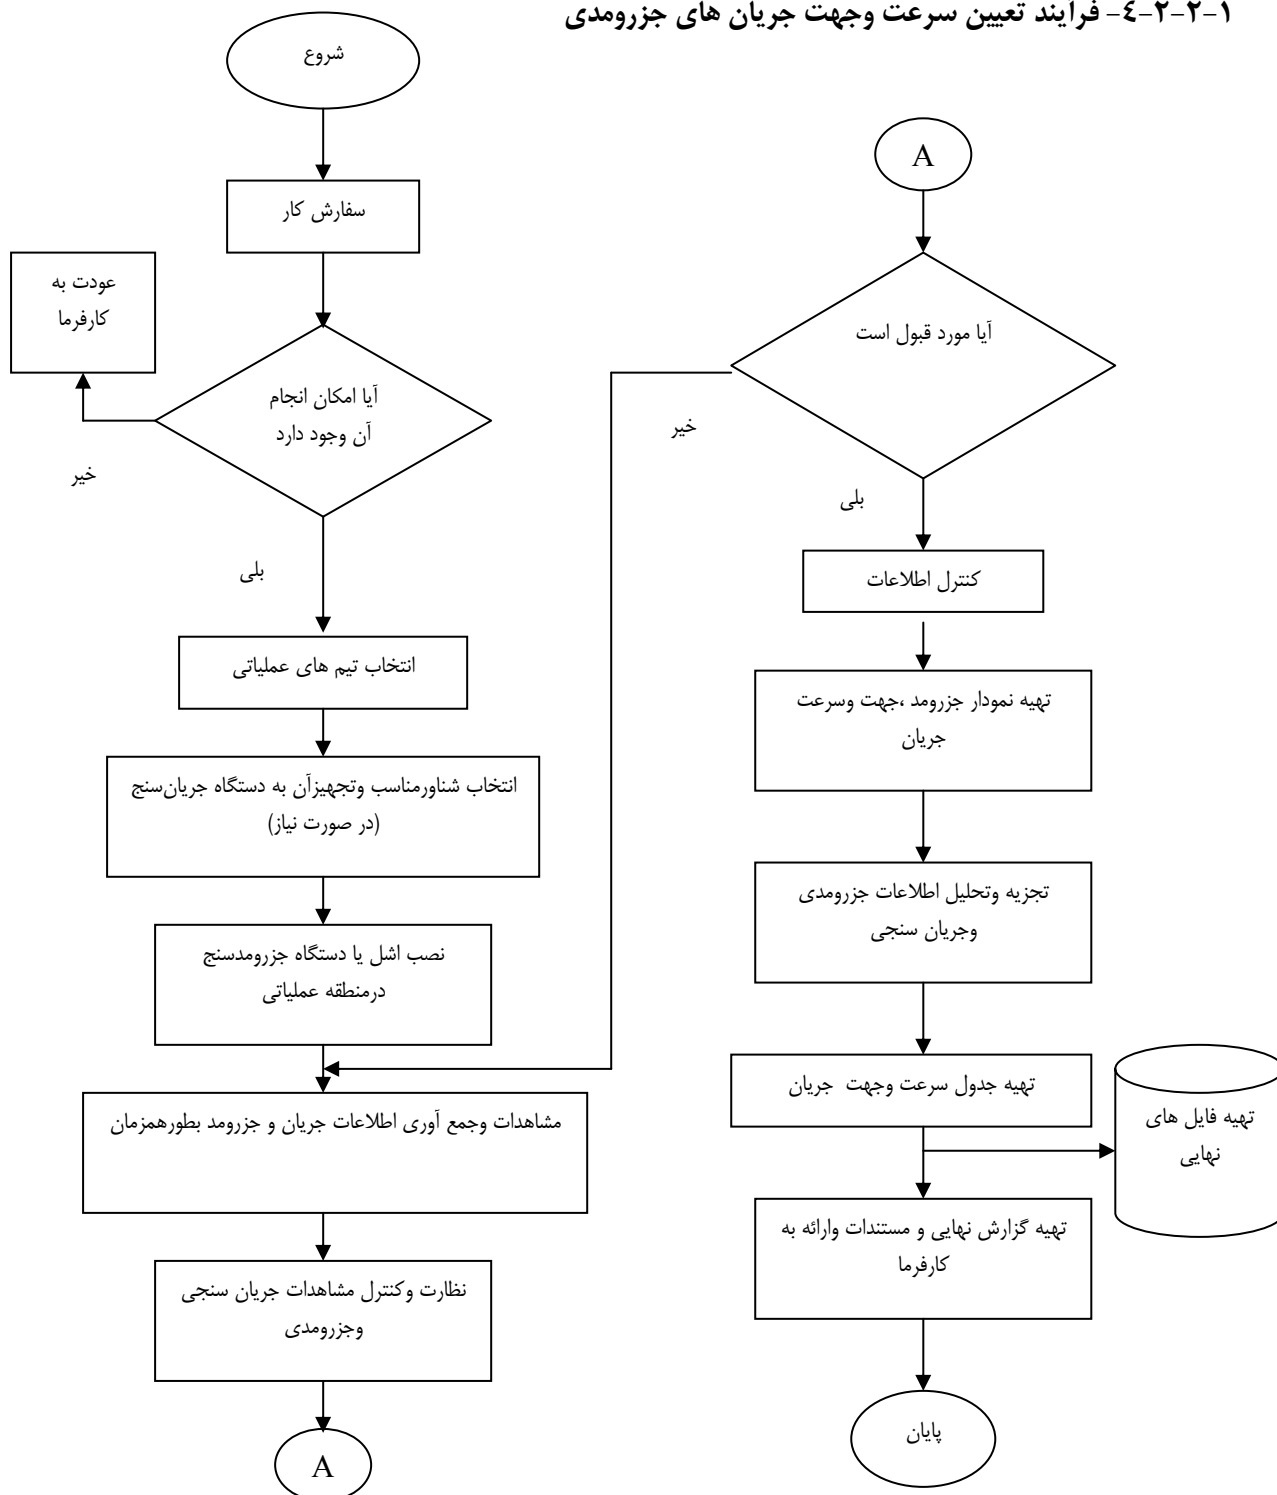 ۱-۲-۲-٤- فرآیند تعیین سرعت وجهت جریان های جزرومدی
شروع
سفارش کار
عودت به
کارفرما
آیا امکان انجام
آن وجود دارد
خیر
بلی
انتخاب تیم های عملیاتی
انتخاب شناورمناسب وتجهیزآن به دستگاه جریان‌سنج
(در صورت نیاز)
نصب اشل یا دستگاه جزرومدسنج
درمنطقه عملیاتی
مشاهدات وجمع آوری اطلاعات جریان و جزرومد بطورهمزمان
نظارت وکنترل مشاهدات جریان سنجی
وجزرومدی
A
A
آیا مورد قبول است
خیر
بلی
کنترل اطلاعات
تهیه نمودار جزرومد ،جهت وسرعت
جریان
تجزیه وتحلیل اطلاعات جزرومدی
وجریان سنجی
تهیه جدول سرعت وجهت جریان
تهیه فایل های
نهایی
تهیه گزارش نهایی و مستندات وارائه به
کارفرما
پایان